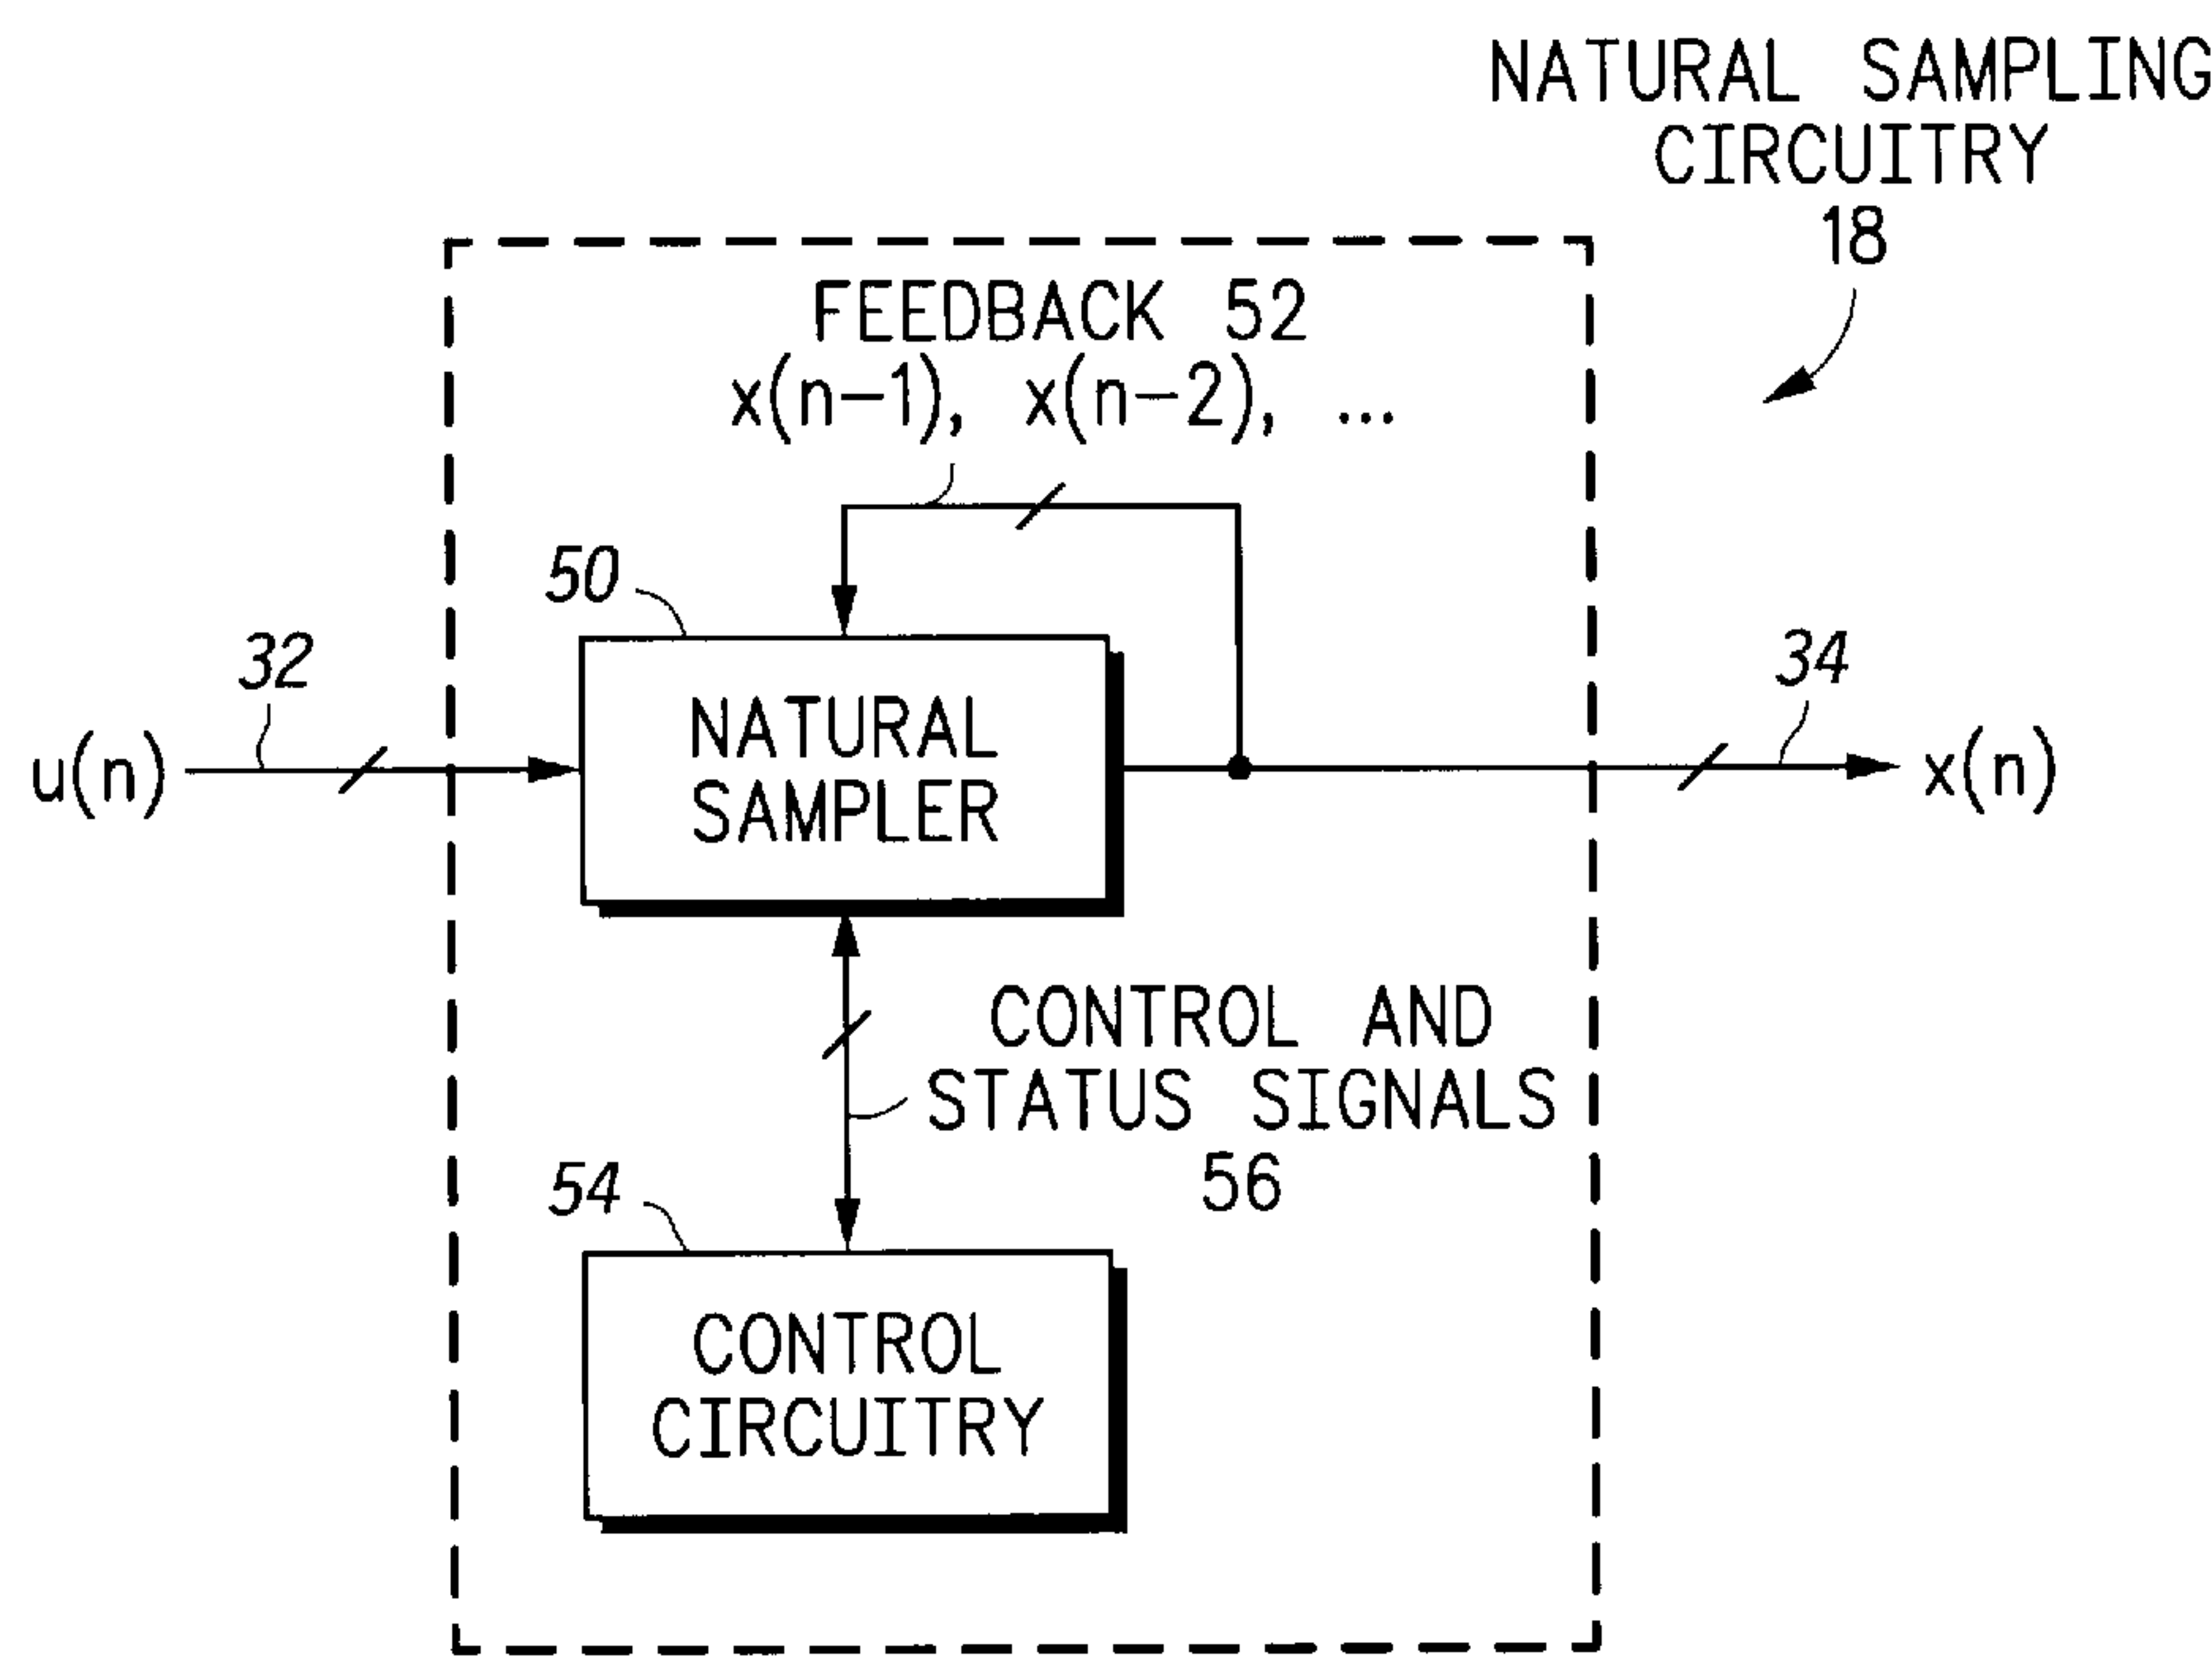 NATURAL SAMPLING
CIRCUITRY
18
FEEDBACK 52
x(n-1), x(n-2), ...
50
32
34
u(n)
NATURAL
SAMPLER
x(n)
CONTROL AND
STATUS SIGNALS
56
54
CONTROL
CIRCUITRY